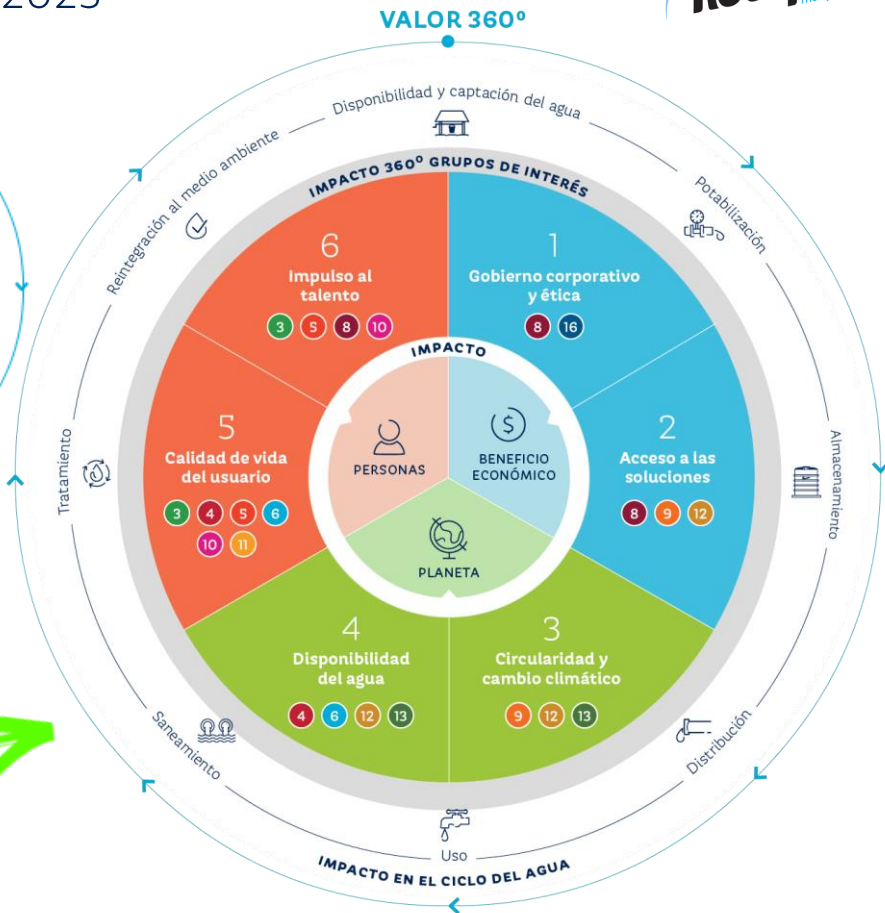 2023
VALOR 360º
Disponibilidad y captación del agua
Potabilización
Almacenamiento
Distribución
Uso
Saneamiento
Tratamiento
Reintegración al medio ambiente
IMPACTO 360º GRUPOS DE INTERÉS
1
Gobierno corporativo
y ética
8 16
2
Acceso a las
soluciones
8 9 12
3
Circularidad y
cambio climático
9 12 13
4
Disponibilidad
del agua
4 6 12 13
5
Calidad de vida
del usuario
3 4 5 6
10 11
6
Impulso al
talento
3 5 8 10
IMPACTO
PERSONAS
$
BENEFICIO
ECONÓMICO
PLANETA
IMPACTO EN EL CICLO DEL AGUA